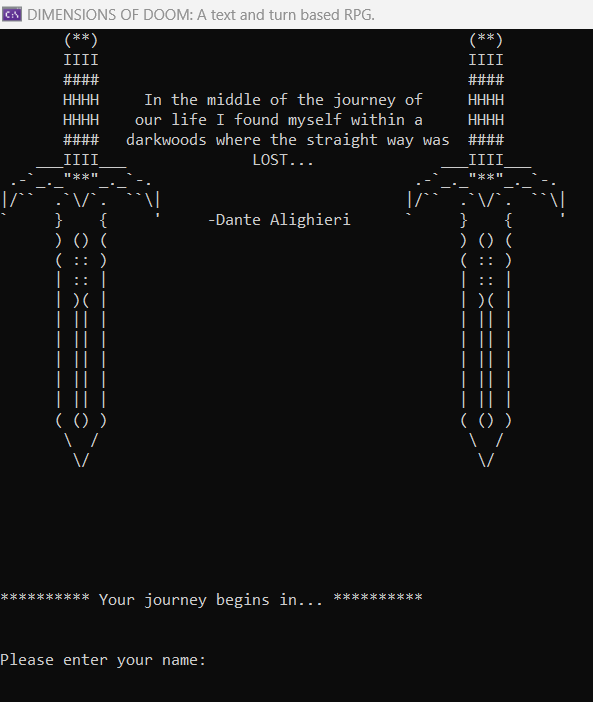 DIMENSIONS OF DOOM: A text and turn based RPG.
In the middle of the journey of
our life I found myself within a
darkwoods where the straight way was
LOST...
-Dante Alighieri
********** Your journey begins in... **********
Please enter your name: